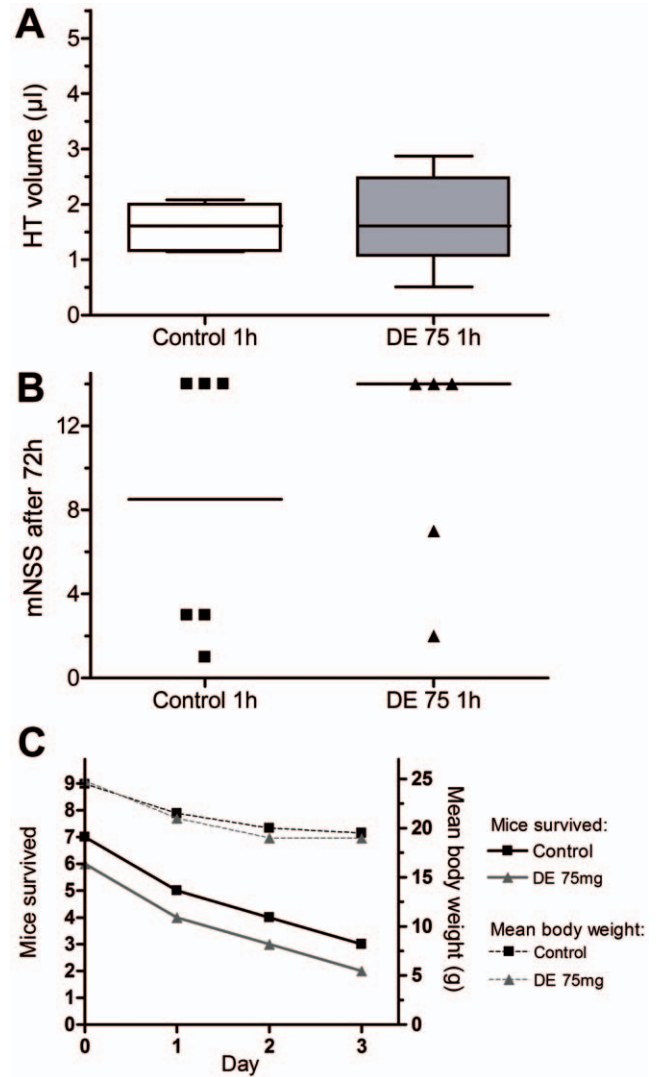 A
HT volume (µl)
5
4
3
2
1
0
Control 1h
DE 75 1h
B
mNSS after 72h
12
8
4
0
Control 1h
DE 75 1h
C
Mice survived
9
8
7
6
5
4
3
2
1
0
25
20
15
10
5
0
Mean body weight (g)
0
1
2
3
Day
Mice survived:
Control
DE 75mg
Mean body weight:
Control
DE 75mg